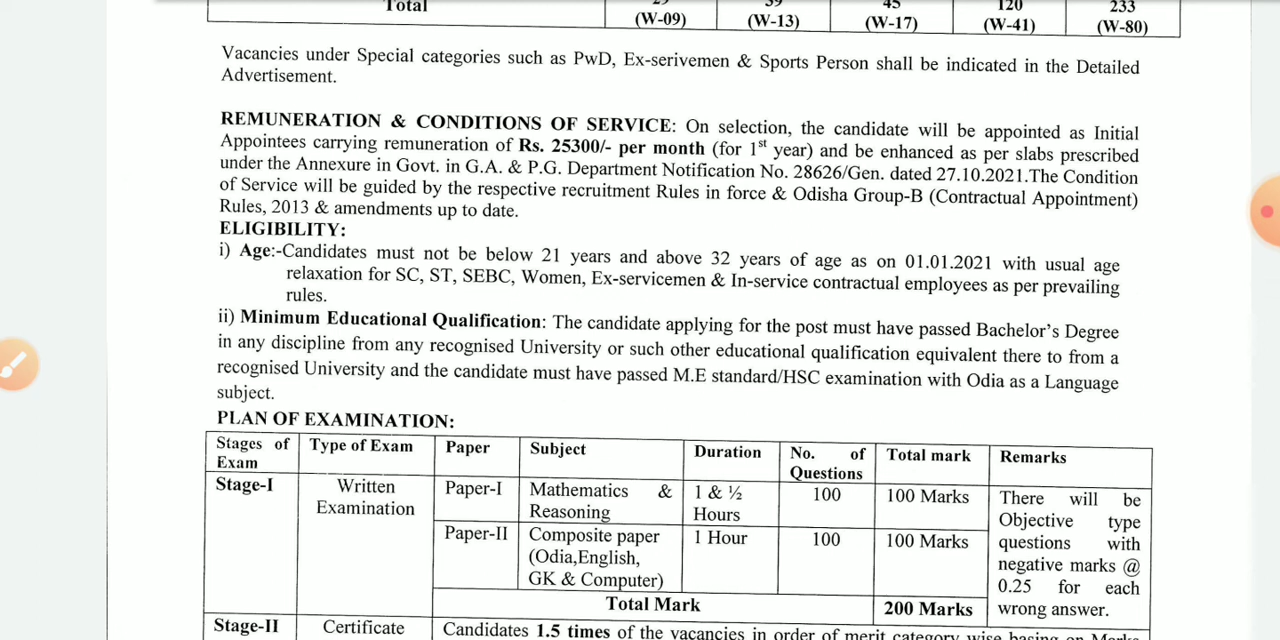 Total 29 39 45 120 233
(W-09) (W-13) (W-17) (W-41) (W-80)
Vacancies under Special categories such as PwD, Ex-serivemen & Sports Person shall be indicated in the Detailed
Advertisement.
REMUNERATION & CONDITIONS OF SERVICE: On selection, the candidate will be appointed as Initial
Appointees carrying remuneration of Rs. 25300/- per month (for 1st year) and be enhanced as per slabs prescribed
under the Annexure in Govt. in G.A. & P.G. Department Notification No. 28626/Gen. dated 27.10.2021.The Condition
of Service will be guided by the respective recruitment Rules in force & Odisha Group-B (Contractual Appointment)
Rules, 2013 & amendments up to date.
ELIGIBILITY:
i) Age:-Candidates must not be below 21 years and above 32 years of age as on 01.01.2021 with usual age
relaxation for SC, ST, SEBC, Women, Ex-servicemen & In-service contractual employees as per prevailing
rules.
ii) Minimum Educational Qualification: The candidate applying for the post must have passed Bachelor's Degree
in any discipline from any recognised University or such other educational qualification equivalent there to from a
recognised University and the candidate must have passed M.E standard/HSC examination with Odia as a Language
subject.
PLAN OF EXAMINATION:
Stages of Type of Exam Paper Subject Duration No. of Total mark Remarks
Exam Questions
Stage-I Written Paper-I Mathematics & 1 & ½ 100 100 Marks There will be
Examination Reasoning Hours Objective type
Paper-II Composite paper 1 Hour 100 100 Marks questions with
(Odia,English, negative marks @
GK & Computer) 0.25 for each
Total Mark 200 Marks wrong answer.
Stage-II Certificate Candidates 1.5 times of the vacancies in order of merit category wise basing on Marks